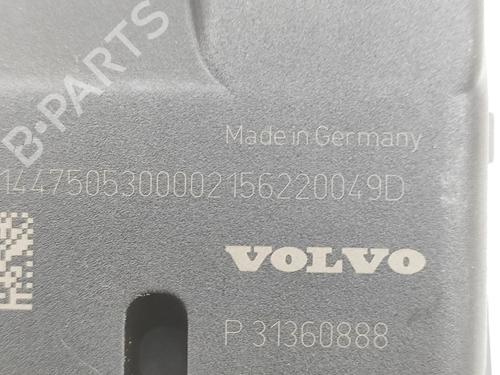 B-PARTS
Made in Germany
1447505300002156220049D
VOLVO
P 31360888